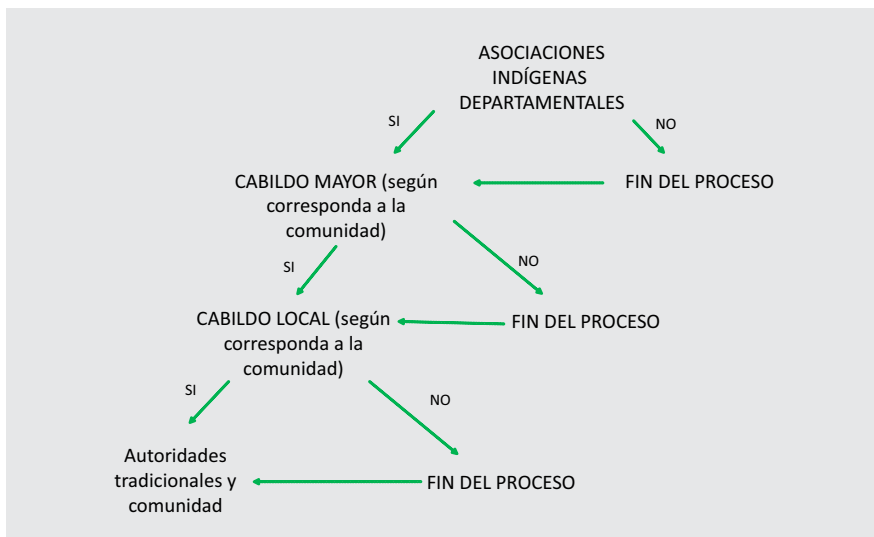 ASOCIACIONES
INDÍGENAS
DEPARTAMENTALES
SI
NO
CABILDO MAYOR (según
corresponda a la
comunidad)
FIN DEL PROCESO
SI
NO
CABILDO LOCAL (según
corresponda a la
comunidad)
FIN DEL PROCESO
SI
NO
Autoridades
tradicionales y
comunidad
FIN DEL PROCESO